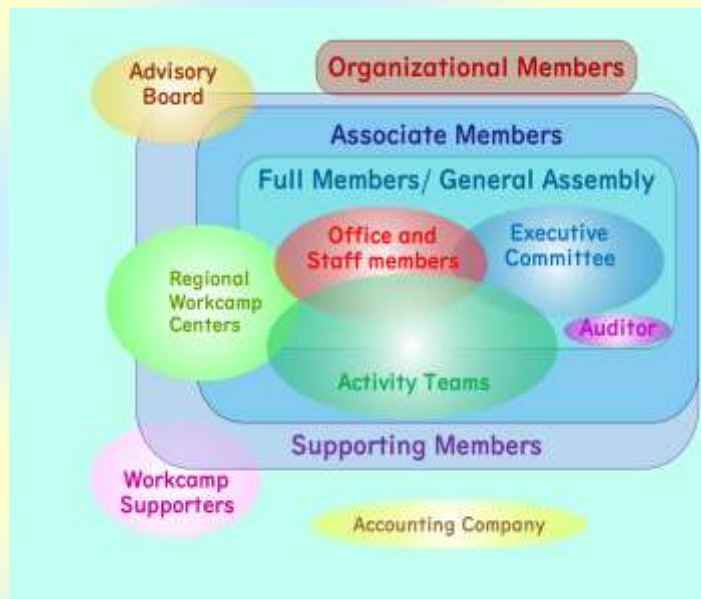 Organizational Members
Advisory
Board
Associate Members
Full Members/ General Assembly
Office and
Staff members
Executive
Committee
Regional
Workcamp
Centers
Auditor
Activity Teams
Supporting Members
Workcamp
Supporters
Accounting Company